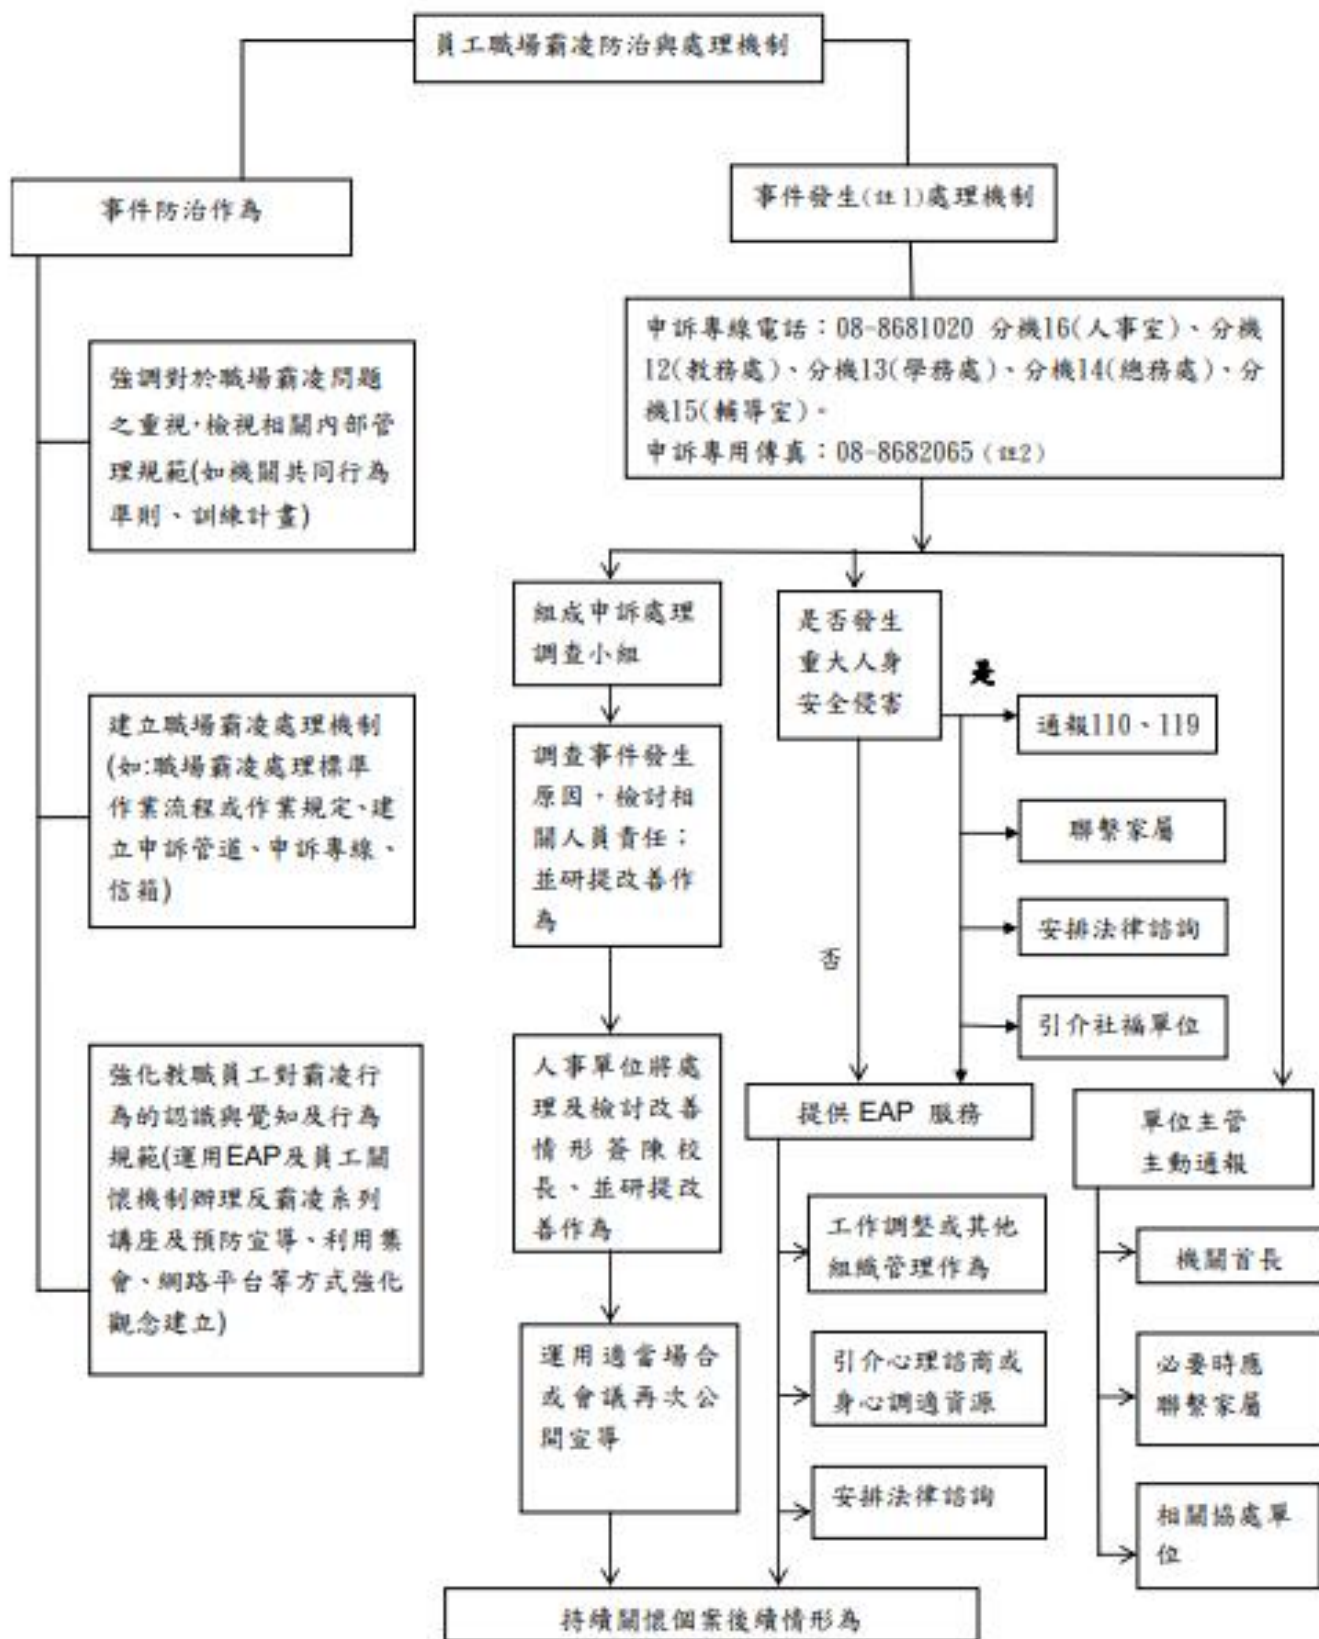 員工職場霸凌防治與處理機制
事件防治作為
強調對於職場霸凌問題
之重視,檢視相關內部管
理規範(如機關共同行為
準則、訓練計畫)
建立職場霸凌處理機制
(如:職場霸凌處理標準
作業流程或作業規定、建
立申訴管道、申訴專線、
信箱)
強化教職員工對霸凌行
為的認識與覺知及行為
規範(運用EAP及員工關
懷機制辦理反霸凌系列
講座及預防宣導、利用集
會、網路平台等方式強化
觀念建立)
事件發生(註1)處理機制
申訴專線電話：08-8681020 分機16(人事室)、分機
12(教務處)、分機13(學務處)、分機14(總務處)、分
機15(輔導室)。
申訴專用傳真：08-8682065(註2)
組成申訴處理
調查小組
調查事件發生
原因，檢討相
關人員責任；
並研提改善作
為
人事單位將處
理及檢討改善
情形簽陳校
長、並研提改
善作為
運用適當場合
或會議再次公
開宣導
是否發生
重大人身
安全侵害
是
通報110、119
聯繫家屬
安排法律諮詢
引介社福單位
否
提供EAP 服務
工作調整或其他
組織管理作為
引介心理諮商或
身心調適資源
安排法律諮詢
單位主管
主動通報
機關首長
必要時應
聯繫家屬
相關協處單
位
持續關懷個案後續情形為